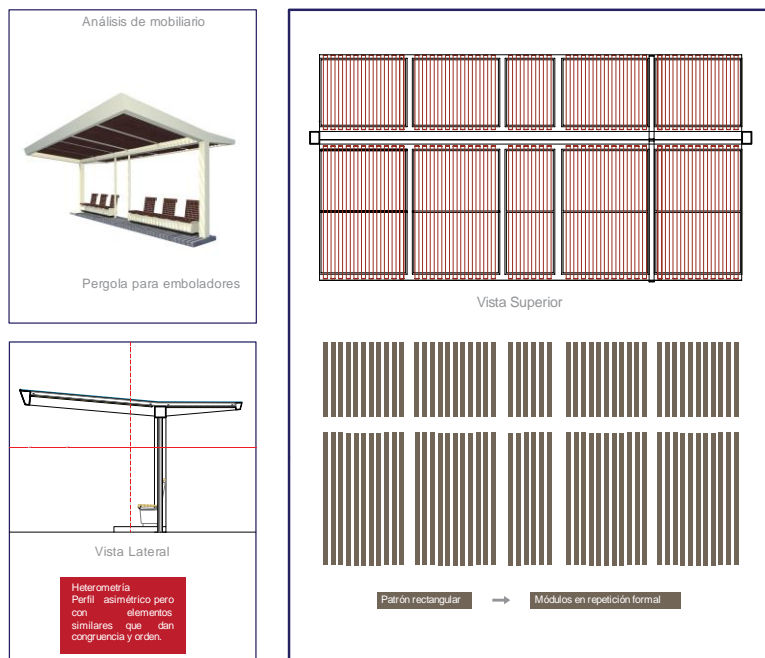 Análisis de mobiliario
Pergola para emboladores
Vista Lateral
Heterometría
Perfil asimétrico pero
con elementos
similares que dan
congruencia y orden.
Vista Superior
Patrón rectangular
Módulos en repetición formal